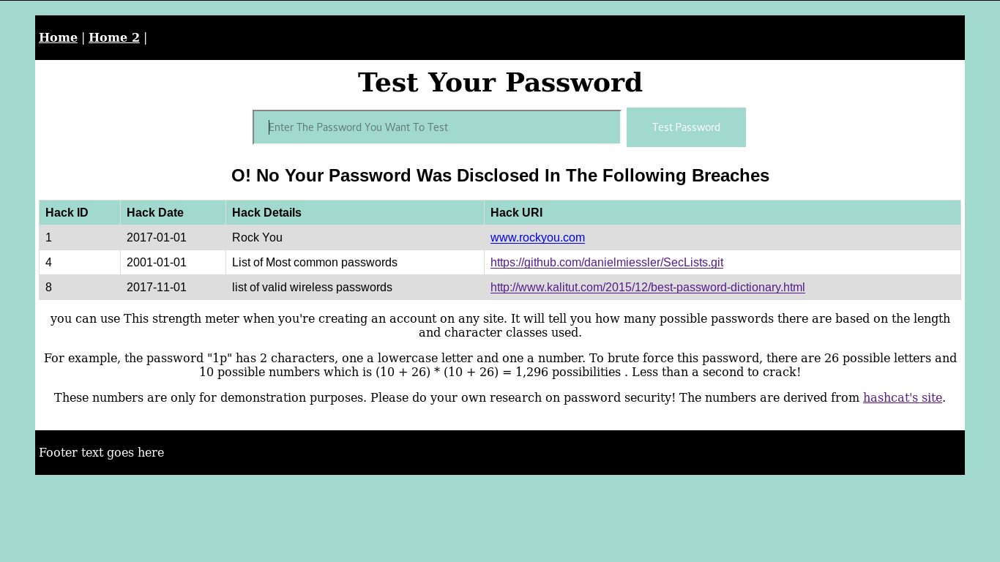 Home | Home 2 |
Test Your Password
Enter The Password You Want To Test Test Password
O! No Your Password Was Disclosed In The Following Breaches
Hack ID Hack Date Hack Details Hack URI
1 2017-01-01 Rock You www.rockyou.com
4 2001-01-01 List of Most common passwords https://github.com/danielmiessler/SecLists.git
8 2017-11-01 list of valid wireless passwords http://www.kalitut.com/2015/12/best-password-dictionary.html
you can use This strength meter when you're creating an account on any site. It will tell you how many possible passwords there are based on the length
and character classes used.
For example, the password "1p" has 2 characters, one a lowercase letter and one a number. To brute force this password, there are 26 possible letters and
10 possible numbers which is (10 + 26) * (10 + 26) = 1,296 possibilities . Less than a second to crack!
These numbers are only for demonstration purposes. Please do your own research on password security! The numbers are derived from hashcat's site.
Footer text goes here